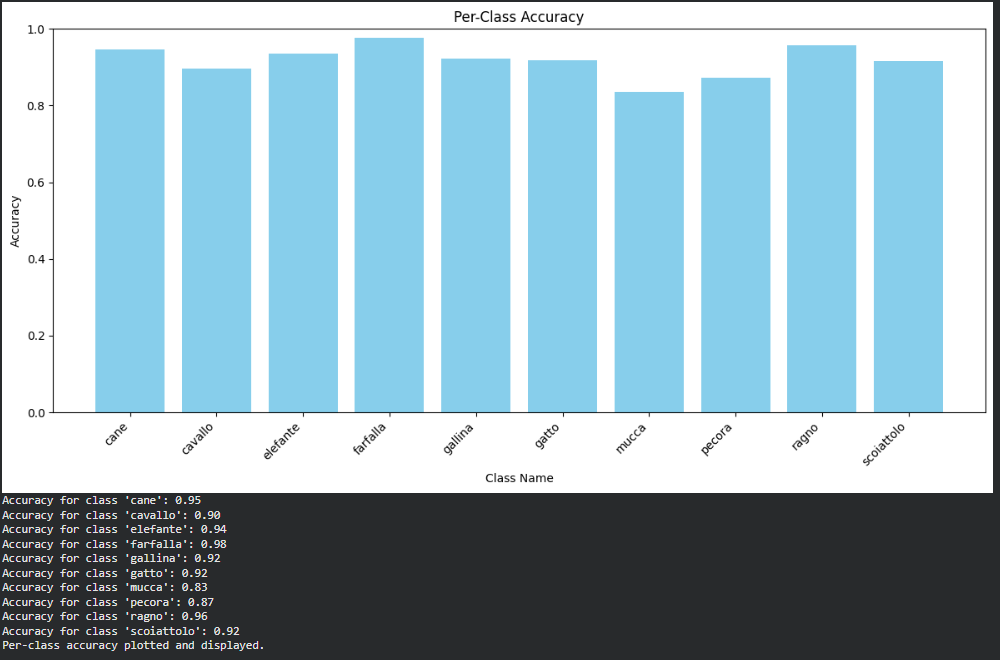 Per-Class Accuracy
1.0
0.8
0.6
0.4
0.2
0.0
Accuracy
cane cavallo elefante farfalla gallina gatto mucca pecora ragno scoiattolo
Class Name
Accuracy for class 'cane': 0.95
Accuracy for class 'cavallo': 0.90
Accuracy for class 'elefante': 0.94
Accuracy for class 'farfalla': 0.98
Accuracy for class 'gallina': 0.92
Accuracy for class 'gatto': 0.92
Accuracy for class 'mucca': 0.83
Accuracy for class 'pecora': 0.87
Accuracy for class 'ragno': 0.96
Accuracy for class 'scoiattolo': 0.92
Per-class accuracy plotted and displayed.